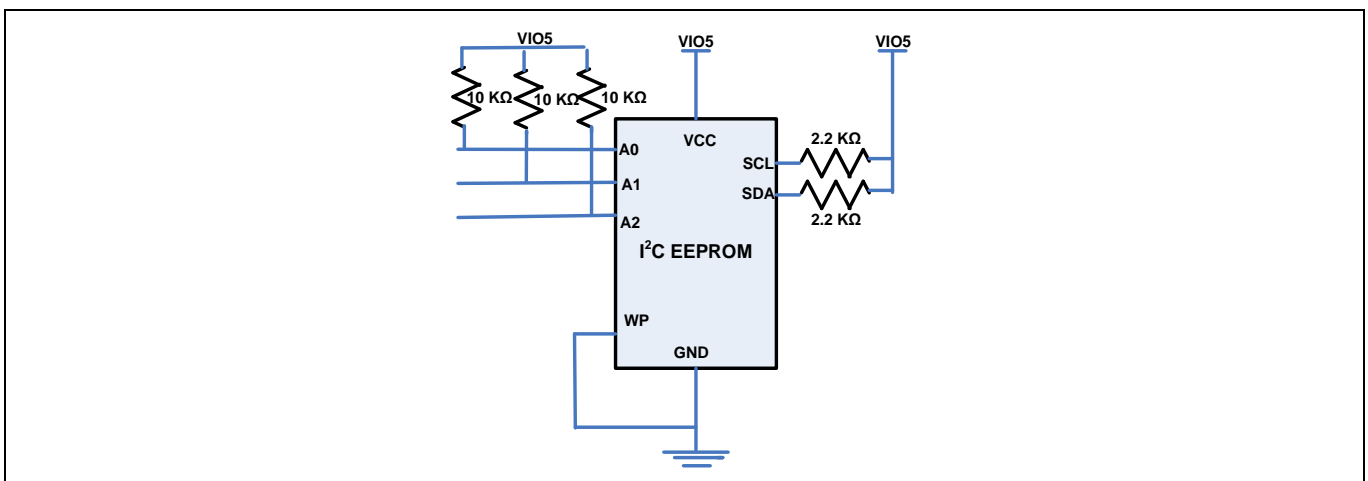 VIO5
VIO5
VIO5
10 KΩ
10 KΩ
10 KΩ
VCC
A0
A1
A2
SCL
SDA
2.2 KΩ
2.2 KΩ
I²C EEPROM
WP
GND